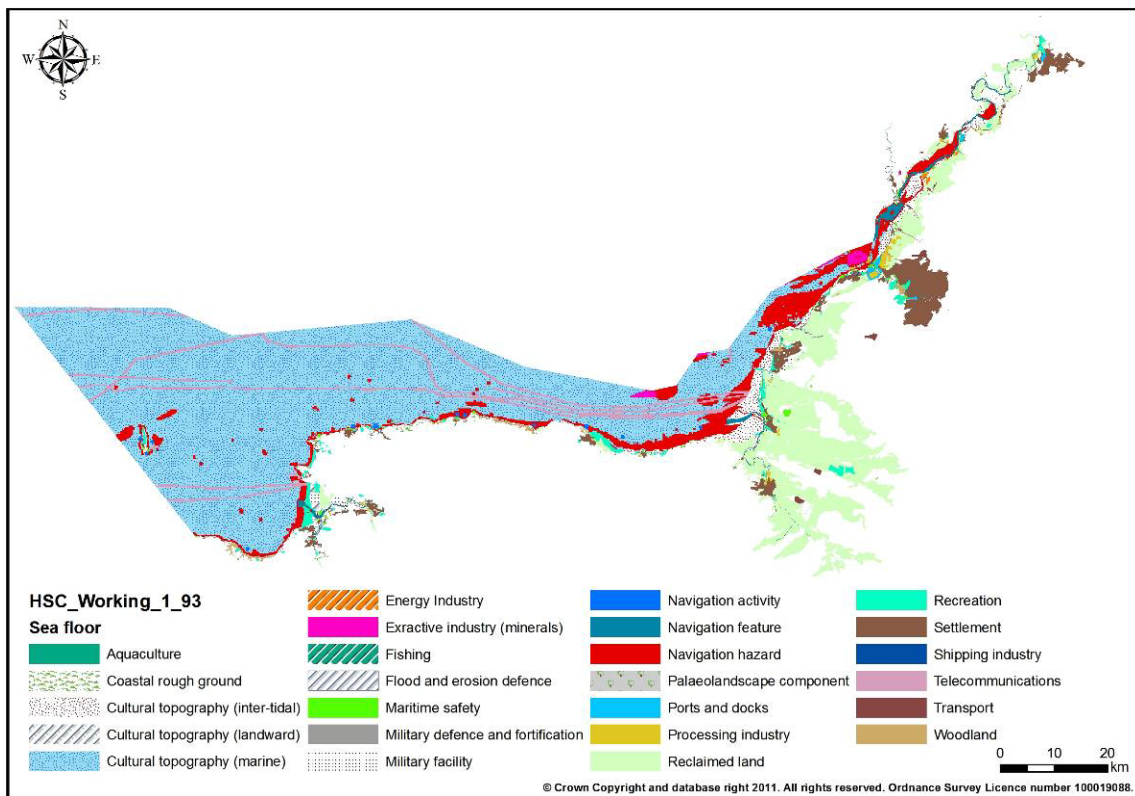 N
W E
S
HSC_Working_1_93
Sea floor
Aquaculture
Coastal rough ground
Cultural topography (inter-tidal)
Cultural topography (landward)
Cultural topography (marine)
Energy Industry
Exractive industry (minerals)
Fishing
Flood and erosion defence
Maritime safety
Military defence and fortification
Military facility
Navigation activity
Navigation feature
Navigation hazard
Palaeolandscape component
Ports and docks
Processing industry
Reclaimed land
Recreation
Settlement
Shipping industry
Telecommunications
Transport
Woodland
0 10 20
km
© Crown Copyright and database right 2011. All rights reserved. Ordnance Survey Licence number 100019088.